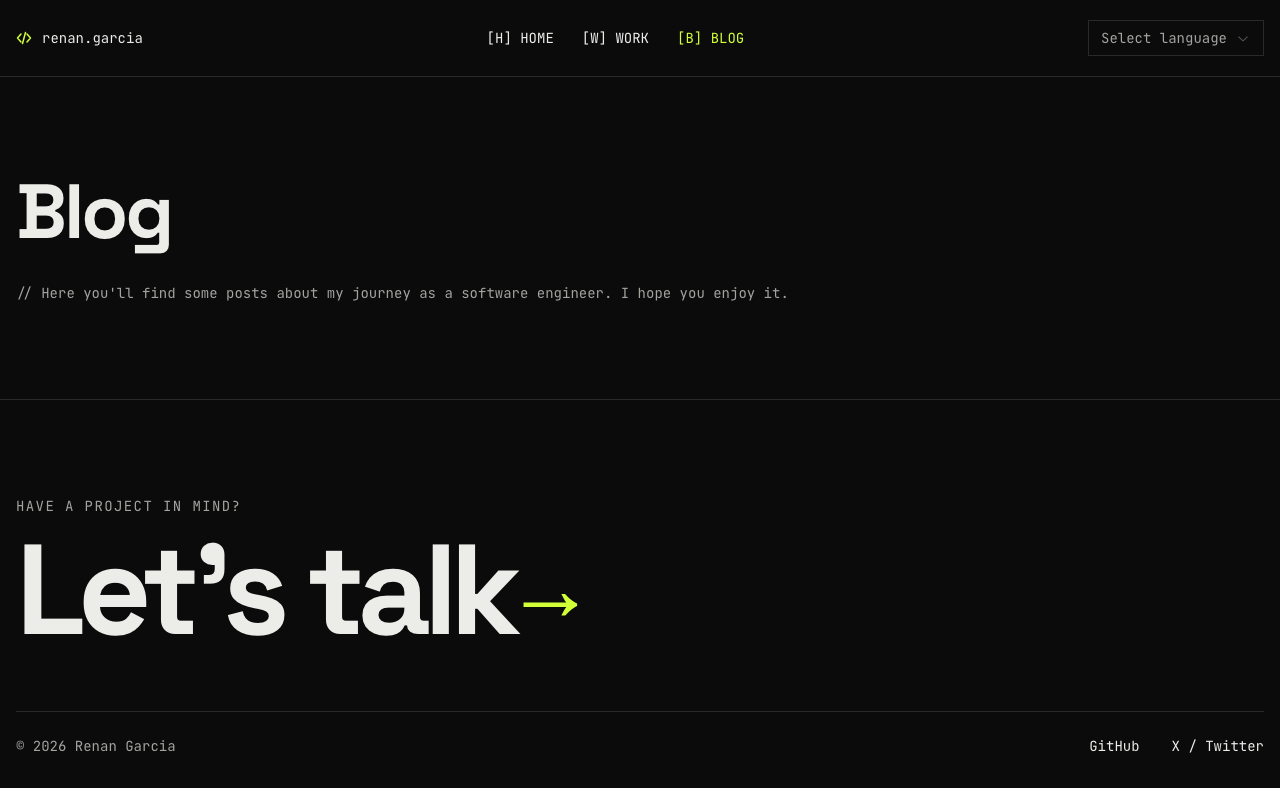 renan.garcia
[H] HOME
[W] WORK
[B] BLOG
Select language
Blog
// Here you'll find some posts about my journey as a software engineer. I hope you enjoy it.
HAVE A PROJECT IN MIND?
Let’s talk→
© 2026 Renan Garcia
GitHub
X / Twitter